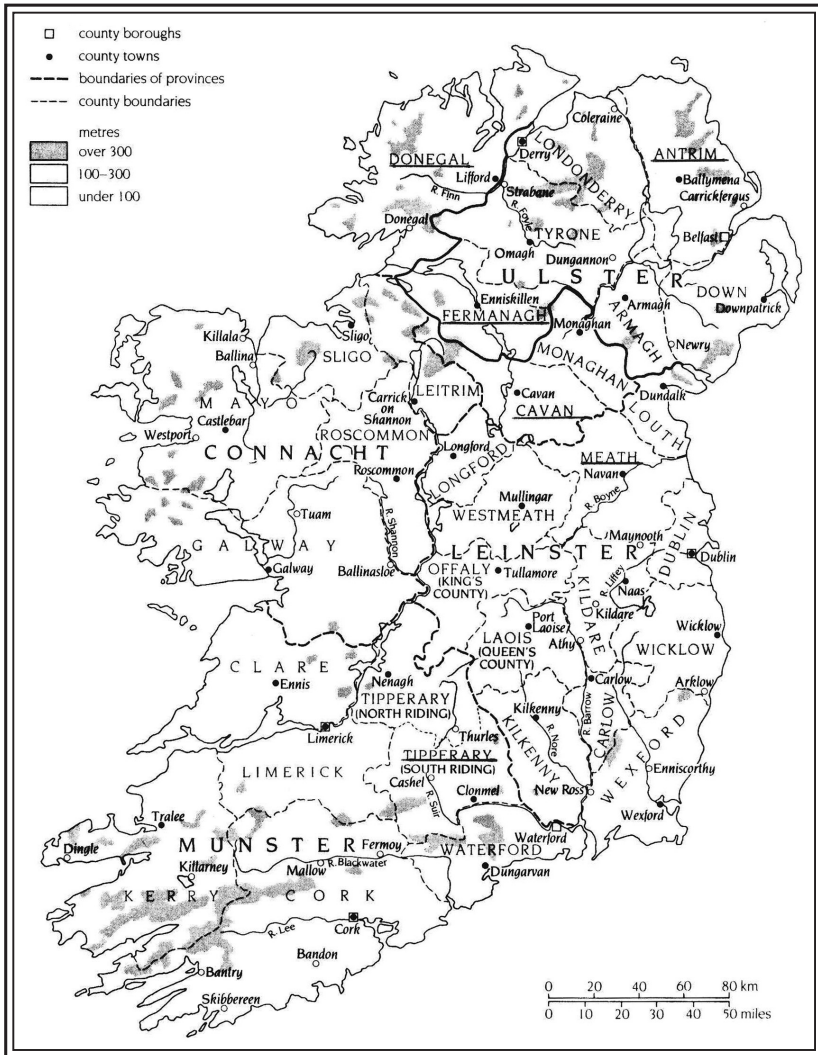 county boroughs
county towns
boundaries of provinces
county boundaries
metres
over 300
100–300
under 100
Coleraine
DONEGAL
Derry
LONDONDERRY
ANTRIM
Lifford
Strabane
Ballymena
Carrickfergus
R. Finn
R. Foyle
Donegal
TYRONE
Belfast
Omagh
Dungannon
ULSTER
DOWN
Enniskillen
Armagh
Downpatrick
FERMANAGH
ARMAGH
Monaghan
Newry
Killala
Sligo
Ballina
SLIGO
MONAGHAN
LEITRIM
Dundalk
Carrick
on
Shannon
Cavan
CAVAN
LOUTH
MAYO
Castlebar
Westport
ROSCOMMON
CONNACHT
Longford
LONGFORD
MEATH
Navan
Roscommon
Mullingar
WESTMEATH
R. Boyne
Tuam
R. Shannon
GALWAY
Maynooth
DUBLIN
LEINSTER
Dublin
Galway
Ballinasloe
OFFALY
(KING'S
COUNTY)
Tullamore
KILDARE
R. Liffey
Naas
Kildare
Port
Laoise
LAOIS
(QUEEN'S
COUNTY)
Athy
Wicklow
WICKLOW
CLARE
Ennis
Nenagh
TIPPERARY
(NORTH RIDING)
Carlow
Arklow
Kilkenny
R. Barrow
CARLOW
Limerick
Thurles
KILKENNY
R. Nore
WEXFORD
LIMERICK
TIPPERARY
(SOUTH RIDING)
Cashel
R. Suir
Clonmel
New Ross
Enniscorthy
Wexford
Tralee
Waterford
WATERFORD
Dingle
MUNSTER
Fermoy
Killarney
Mallow
R. Blackwater
Dungarvan
KERRY
CORK
R. Lee
Cork
Bandon
Bantry
Skibbereen
0 20 40 60 80 km
0 10 20 30 40 50 miles